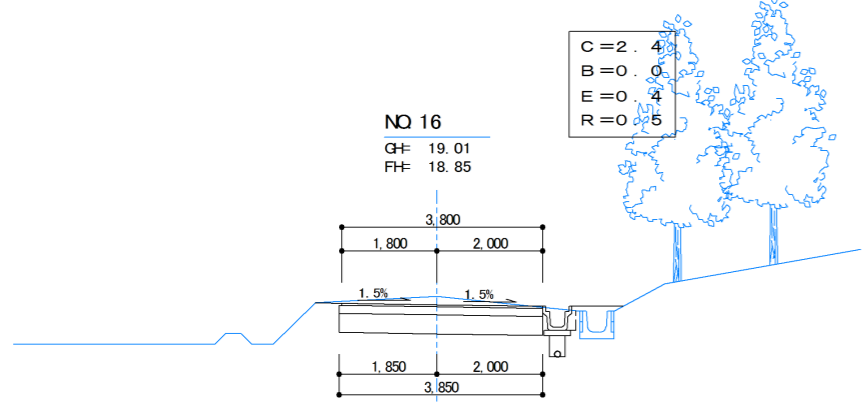 C=2.4
B=0.0
E=0.4
R=0.5
NO.16
GH= 19.01
FH= 18.85
3,800
1,800 2,000
1.5% 1.5%
1,850 2,000
3,850